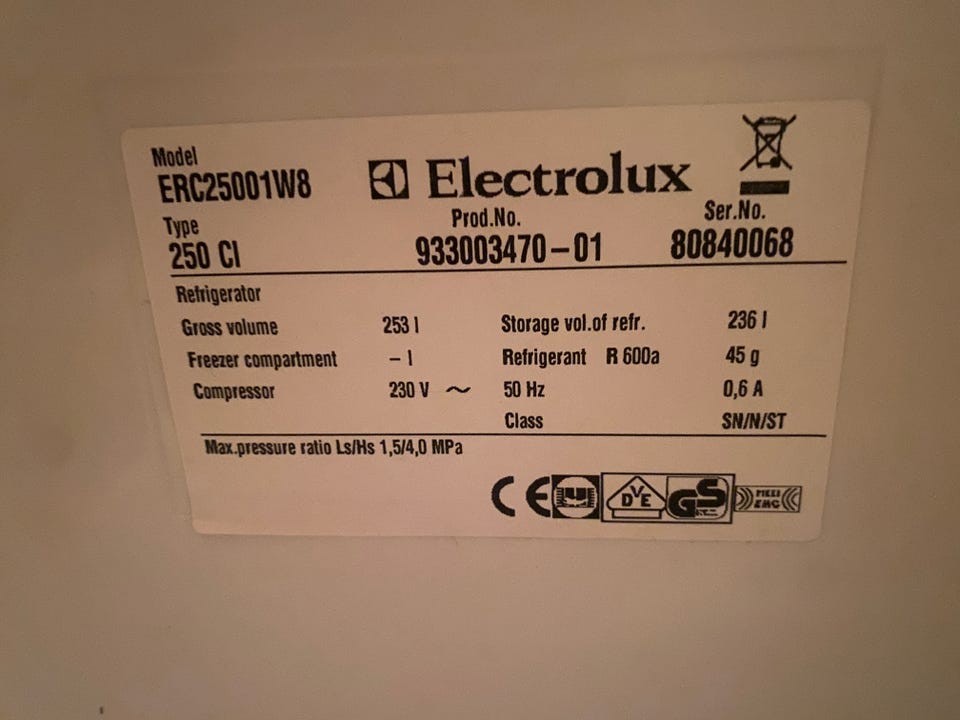 Model
ERC25001W8
Electrolux
Type
250 CI
Prod.No.
933003470-01
Ser.No.
80840068
Refrigerator
Gross volume 253 l Storage vol.of refr. 236 l
Freezer compartment - l Refrigerant R 600a 45 g
Compressor 230 V ~ 50 Hz 0,6 A
Class SN/N/ST
Max.pressure ratio Ls/Hs 1,5/4,0 MPa
CE DVE GS